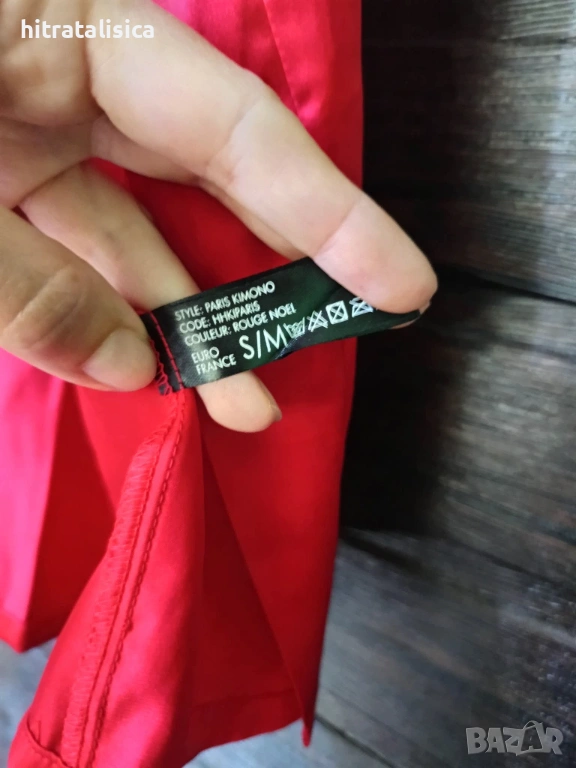 hitratalisica
STYLE: PARIS KIMONO
CODE: HHKIPARIS
COULEUR: ROUGE NOEL
EURO
FRANCE S/M
BAZAR